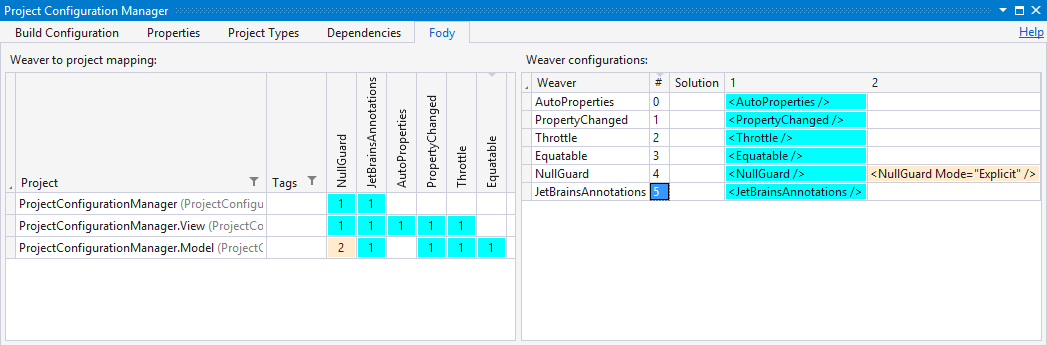 Project Configuration Manager
Build Configuration Properties Project Types Dependencies Fody Help
Weaver to project mapping:
Project Tags NullGuard JetBrainsAnnotations AutoProperties PropertyChanged Throttle Equatable
ProjectConfigurationManager (ProjectConfigu 1 1
ProjectConfigurationManager.View (ProjectCo 1 1 1 1 1
ProjectConfigurationManager.Model (ProjectC 2 1 1 1 1
Weaver configurations:
Weaver # Solution 1 2
AutoProperties 0 <AutoProperties />
PropertyChanged 1 <PropertyChanged />
Throttle 2 <Throttle />
Equatable 3 <Equatable />
NullGuard 4 <NullGuard /> <NullGuard Mode="Explicit" />
JetBrainsAnnotations 5 <JetBrainsAnnotations />